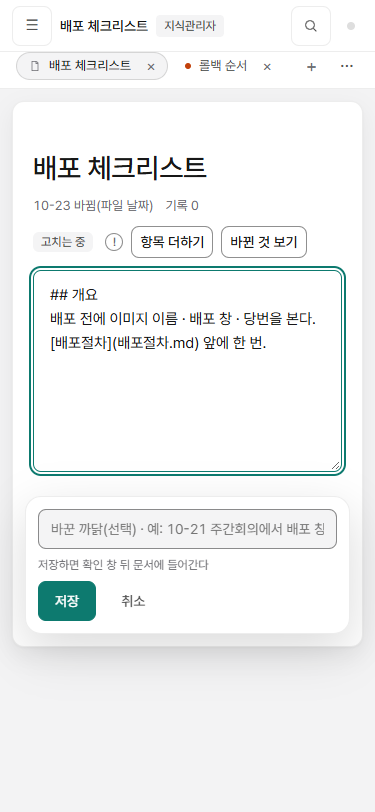 배포 체크리스트 지식관리자
배포 체크리스트 × 롤백 순서 × + ···
배포 체크리스트
10-23 바뀜(파일 날짜) 기록 0
고치는 중 ! 항목 더하기 바뀐 것 보기
## 개요
배포 전에 이미지 이름 · 배포 창 · 당번을 본다.
[배포절차](배포절차.md) 앞에 한 번.
바꾼 까닭(선택) · 예: 10-21 주간회의에서 배포 창
저장하면 확인 창 뒤 문서에 들어간다
저장 취소